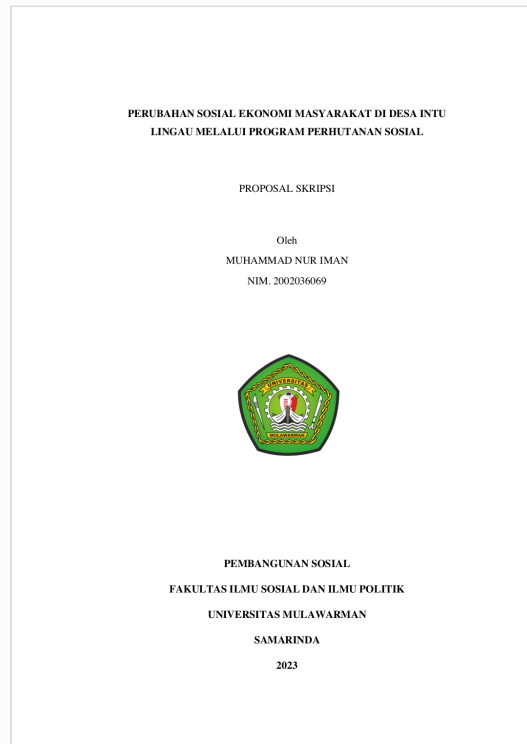 PERUBAHAN SOSIAL EKONOMI MASYARAKAT DI DESA INTU
LINGAU MELALUI PROGRAM PERHUTANAN SOSIAL
PROPOSAL SKRIPSI
Oleh
MUHAMMAD NUR IMAN
NIM. 2002036069
UNIVERSITAS
MULAWARMAN
PEMBANGUNAN SOSIAL
FAKULTAS ILMU SOSIAL DAN ILMU POLITIK
UNIVERSITAS MULAWARMAN
SAMARINDA
2023